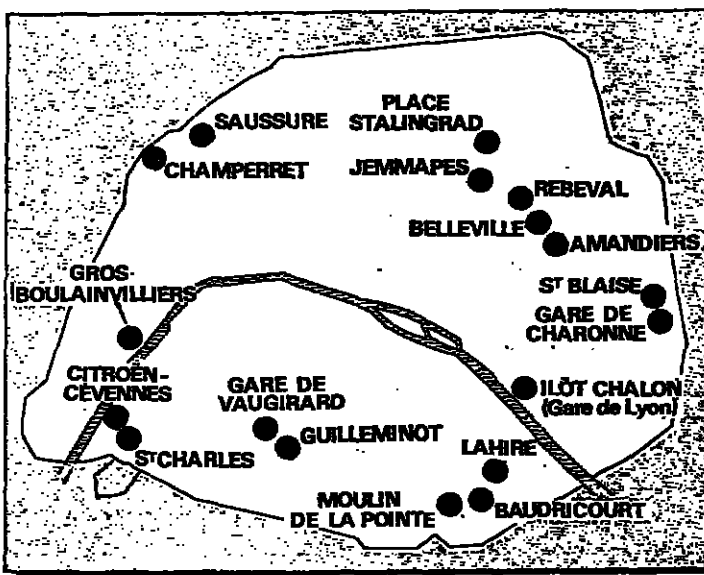 PLACE
STALINGRAD
SAUSSURE
CHAMPERRET
JEMMAPES
REBEVAL
BELLEVILLE
AMANDIERS
GROS-
BOULAINVILLIERS
ST BLAISE
GARE DE
CHARONNE
CITROËN-
CÉVENNES
GARE DE
VAUGIRARD
ILÔT CHALON
(Gare de Lyon)
GUILLEMINOT
ST CHARLES
LAHIRE
MOULIN
DE LA POINTE
BAUDRICOURT